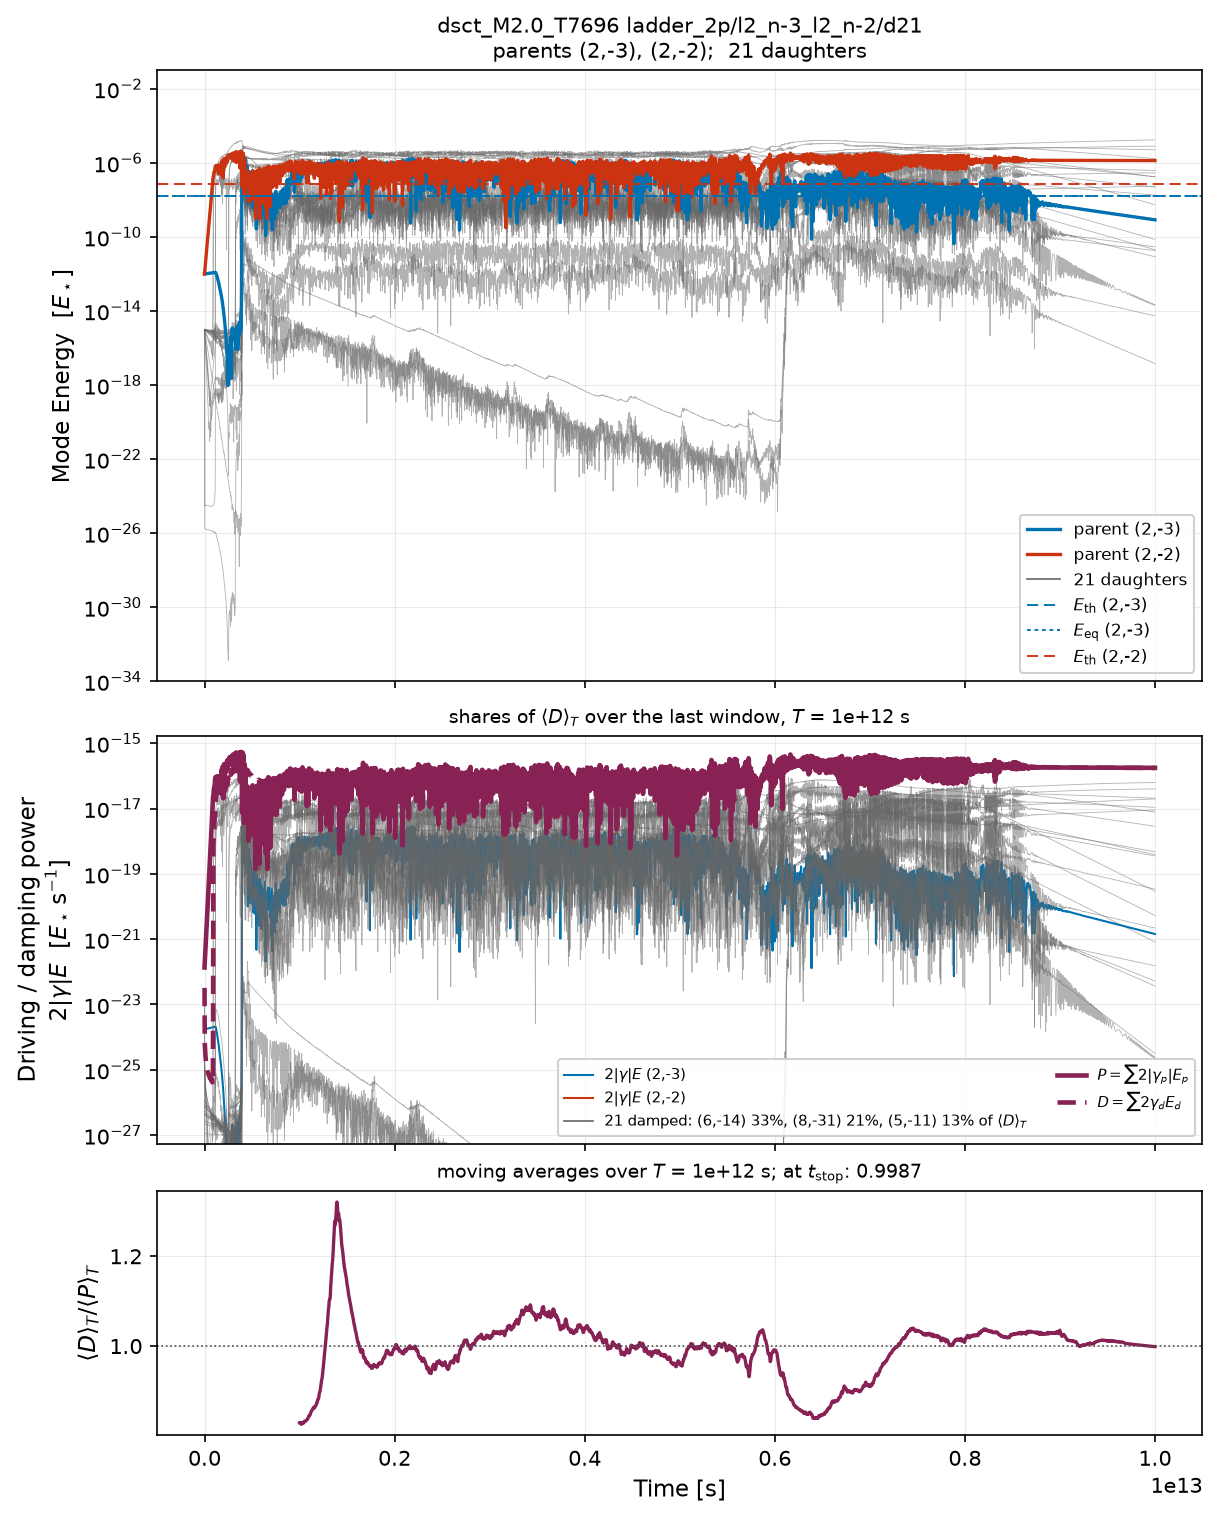 dsct_M2.0_T7696 ladder_2p/l2_n-3_l2_n-2/d21
parents (2,-3), (2,-2);  21 daughters
10⁻²
10⁻⁶
10⁻¹⁰
10⁻¹⁴
10⁻¹⁸
10⁻²²
10⁻²⁶
10⁻³⁰
10⁻³⁴
Mode Energy [E⋆]
parent (2,-3)
parent (2,-2)
21 daughters
E_th (2,-3)
E_eq (2,-3)
E_th (2,-2)
shares of ⟨D⟩_T over the last window, T = 1e+12 s
10⁻¹⁵
10⁻¹⁷
10⁻¹⁹
10⁻²¹
10⁻²³
10⁻²⁵
10⁻²⁷
Driving / damping power
2|γ|E [E⋆ s⁻¹]
2|γ|E (2,-3)
2|γ|E (2,-2)
21 damped: (6,-14) 33%, (8,-31) 21%, (5,-11) 13% of ⟨D⟩_T
P = ∑2|γ_p|E_p
D = ∑2γ_dE_d
moving averages over T = 1e+12 s; at t_stop: 0.9987
1.2
1.0
⟨D⟩_T/⟨P⟩_T
0.0 0.2 0.4 0.6 0.8 1.0
1e13
Time [s]